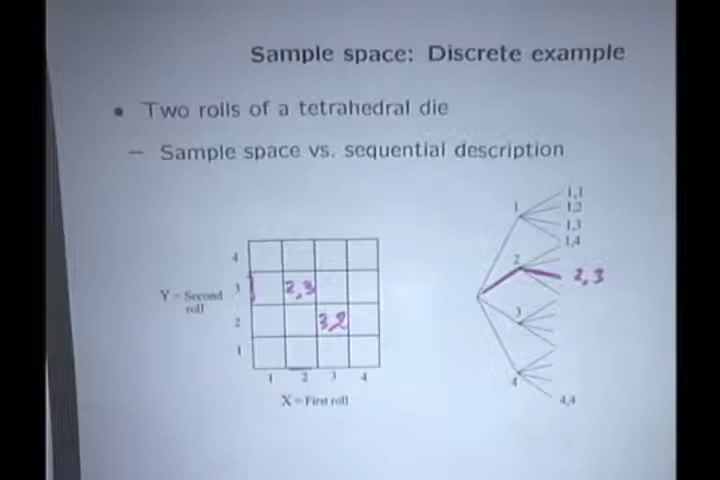 Sample space: Discrete example
• Two rolls of a tetrahedral die
– Sample space vs. sequential description
4
3
2
1
Y = Second
roll
2,3
3,2
1 2 3 4
X = First roll
1
2
3
4
1,1
1,2
1,3
1,4
2,3
4,4